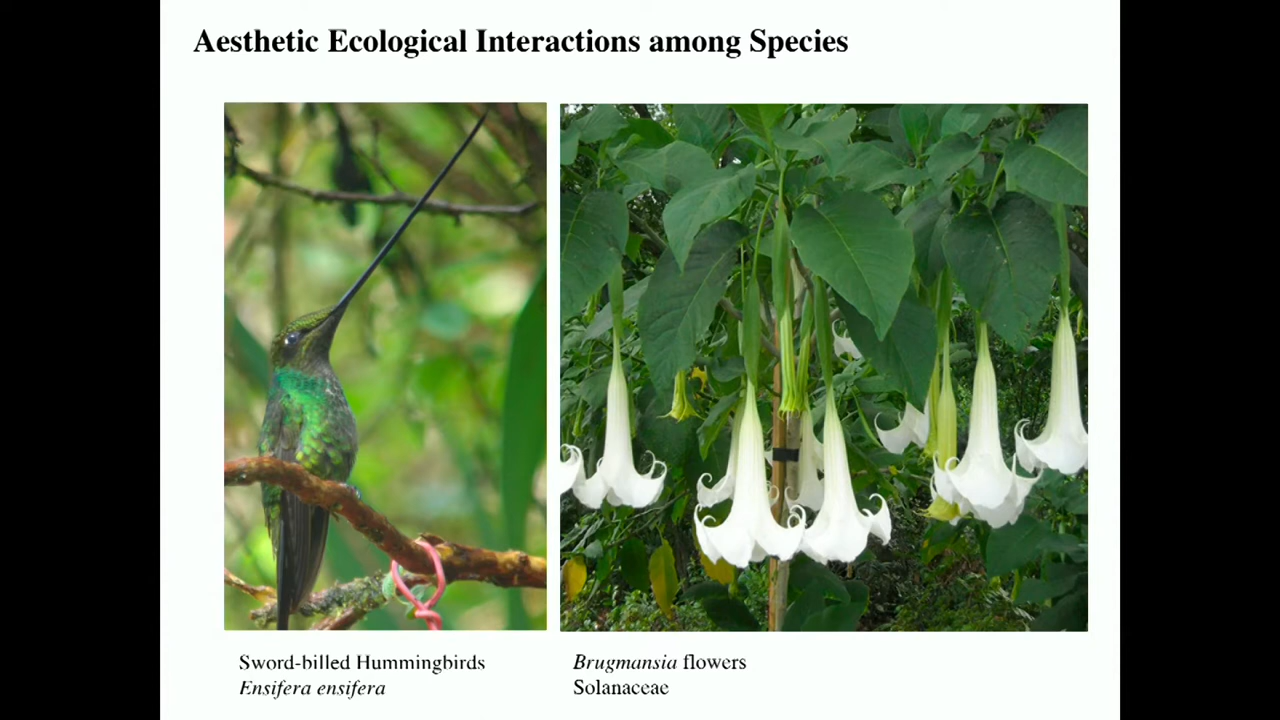 Aesthetic Ecological Interactions among Species
Sword-billed Hummingbirds
Ensifera ensifera
Brugmansia flowers
Solanaceae